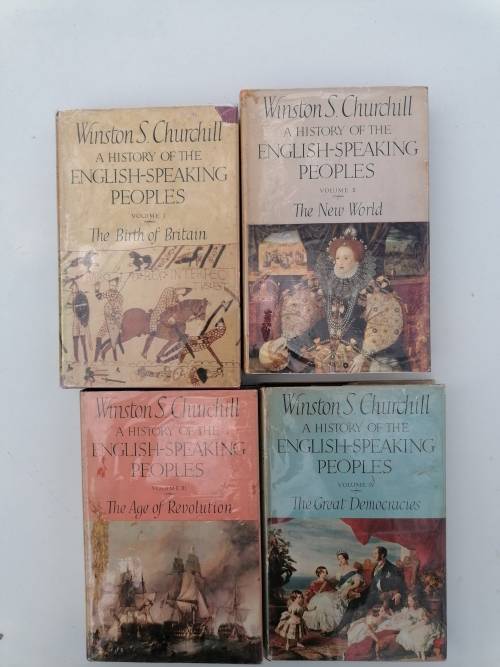 Winston S. Churchill
A HISTORY OF THE
ENGLISH-SPEAKING
PEOPLES
VOLUME I
The Birth of Britain
Winston S. Churchill
A HISTORY OF THE
ENGLISH-SPEAKING
PEOPLES
VOLUME II
The New World
Winston S. Churchill
A HISTORY OF THE
ENGLISH-SPEAKING
PEOPLES
VOLUME III
The Age of Revolution
Winston S. Churchill
A HISTORY OF THE
ENGLISH-SPEAKING
PEOPLES
VOLUME IV
The Great Democracies